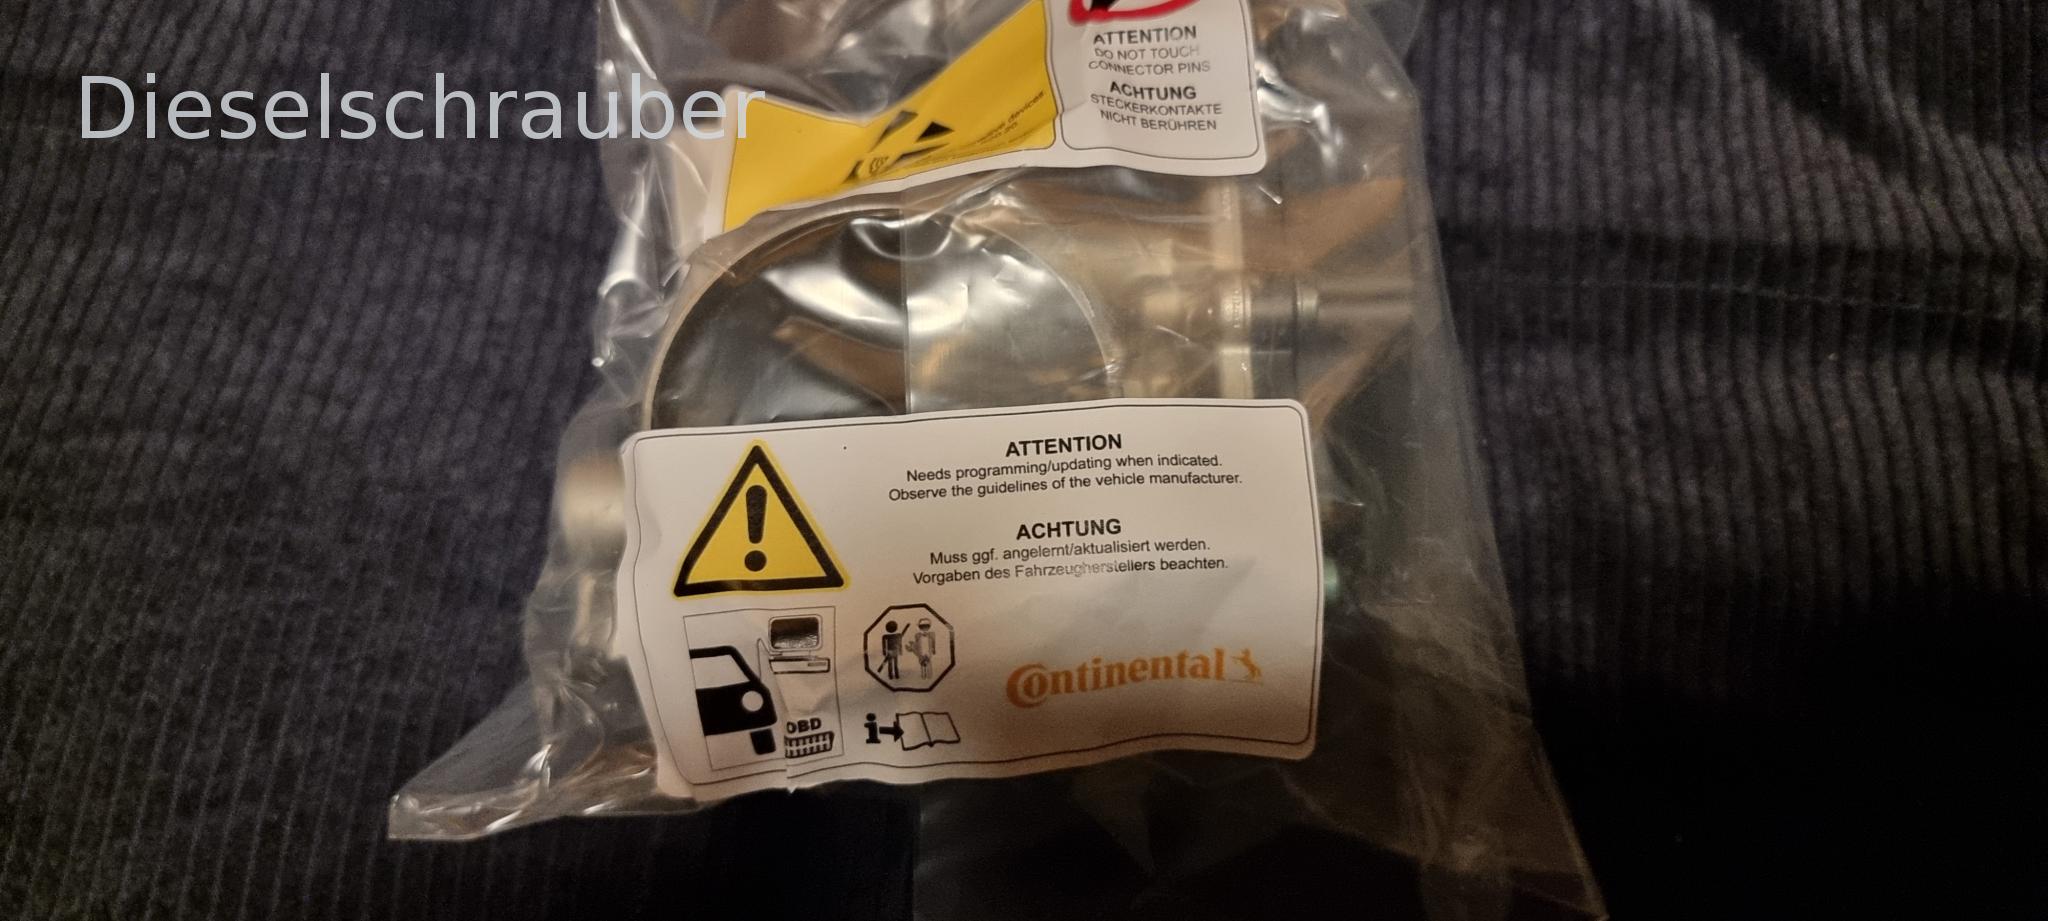 Dieselschrauber
ATTENTION
DO NOT TOUCH
CONNECTOR PINS
ACHTUNG
STECKERKONTAKTE
NICHT BERÜHREN
devices.
ATTENTION
Needs programming/updating when indicated.
Observe the guidelines of the vehicle manufacturer.
ACHTUNG
Muss ggf. angelernt/aktualisiert werden.
Vorgaben des Fahrzeugherstellers beachten.
OBD
i
Continental